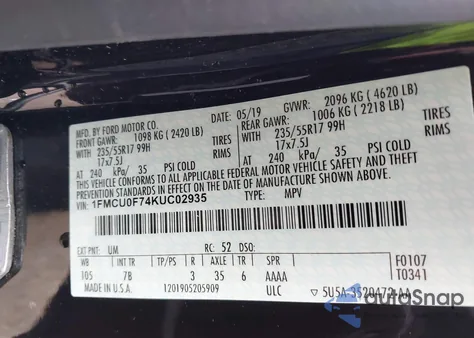 MFD. BY FORD MOTOR CO.
DATE: 05/19 GVWR: 2096 KG ( 4620 LB)
FRONT GAWR: 1098 KG ( 2420 LB) REAR GAWR: 1006 KG ( 2218 LB)
WITH 235/55R17 99H TIRES WITH 235/55R17 99H TIRES
17x7.5J RIMS 17x7.5J RIMS
AT 240 kPa/ 35 PSI COLD AT 240 kPa/ 35 PSI COLD
THIS VEHICLE CONFORMS TO ALL APPLICABLE FEDERAL MOTOR VEHICLE SAFETY AND THEFT PREVENTION STANDARDS IN EFFECT ON THE DATE OF MANUFACTURE SHOWN ABOVE.
VIN: 1FMCU0F74KUC02935 TYPE: MPV
EXT PNT: UM RC: 52 DSO:
WB INT TR TP/PS R AXLE TR SPR F0107
105 7B 3 35 6 AAAA T0341
MADE IN U.S.A. 1201905205909 ULC 5U5A-3520472-AA
autoSnap